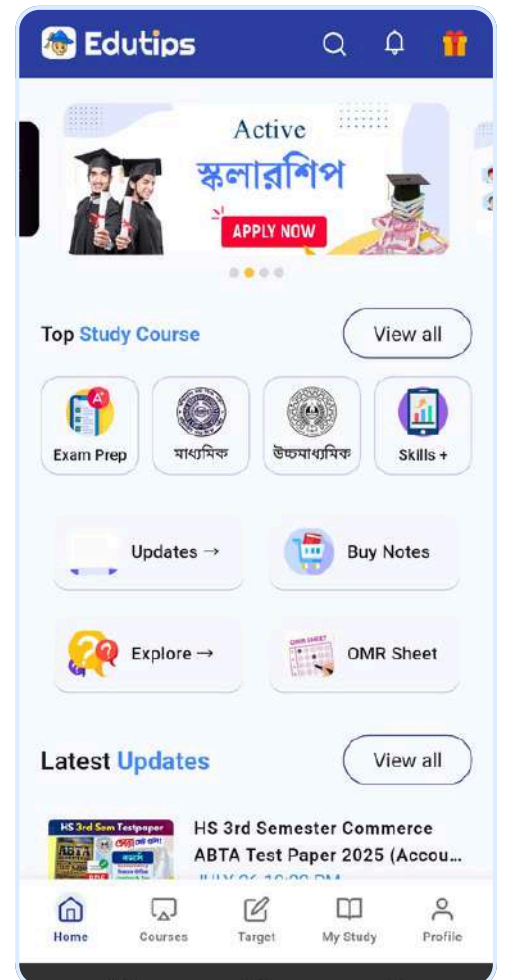 Edutips
Active
স্কলারশিপ
APPLY NOW
Top Study Course
View all
Exam Prep
মাধ্যমিক
উচ্চমাধ্যমিক
Skills +
Updates →
Buy Notes
Explore →
OMR SHEET
OMR Sheet
Latest Updates
View all
HS 3rd Sem Testpaper
ABTA
HS 3rd Semester Commerce
ABTA Test Paper 2025 (Accou...
Home
Courses
Target
My Study
Profile